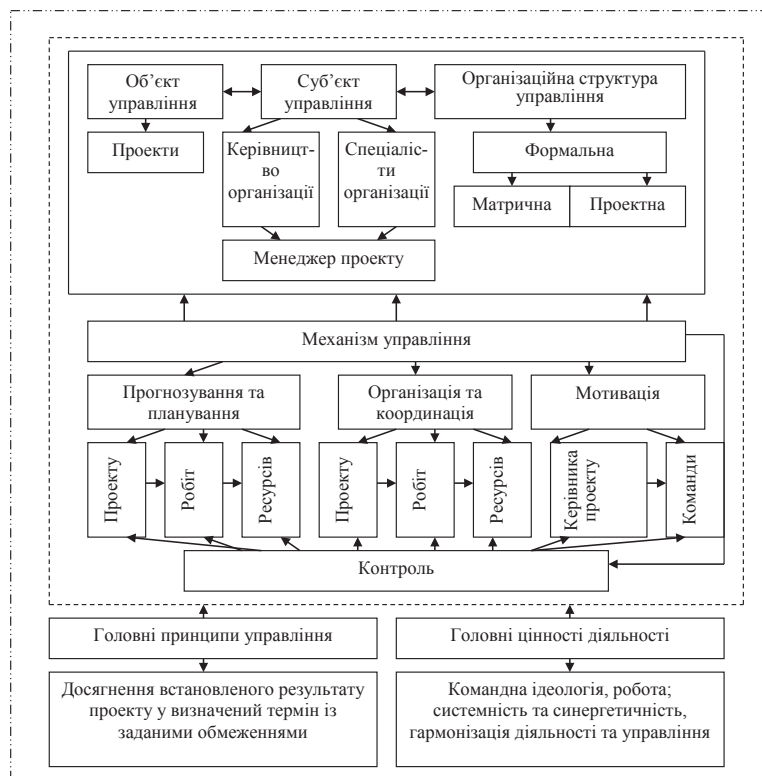 Об’єкт
управління
Суб’єкт
управління
Організаційна структура
управління
Проекти
Керівницт-
во
організації
Спеціаліс-
ти
організації
Формальна
Матрична
Проектна
Менеджер проекту
Механізм управління
Прогнозування та
планування
Організація та
координація
Мотивація
Проекту
Робіт
Ресурсів
Проекту
Робіт
Ресурсів
Керівника
проекту
Команди
Контроль
Головні принципи управління
Головні цінності діяльності
Досягнення встановленого результату
проекту у визначений термін із
заданими обмеженнями
Командна ідеологія, робота;
системність та синергетичність,
гармонізація діяльності та управління